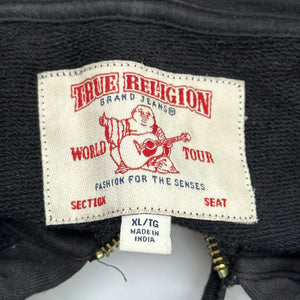 TRUE RELIGION
BRAND JEANS®
WORLD TOUR
FASHION FOR THE SENSES
SECTION SEAT
XL/TG
MADE IN
INDIA